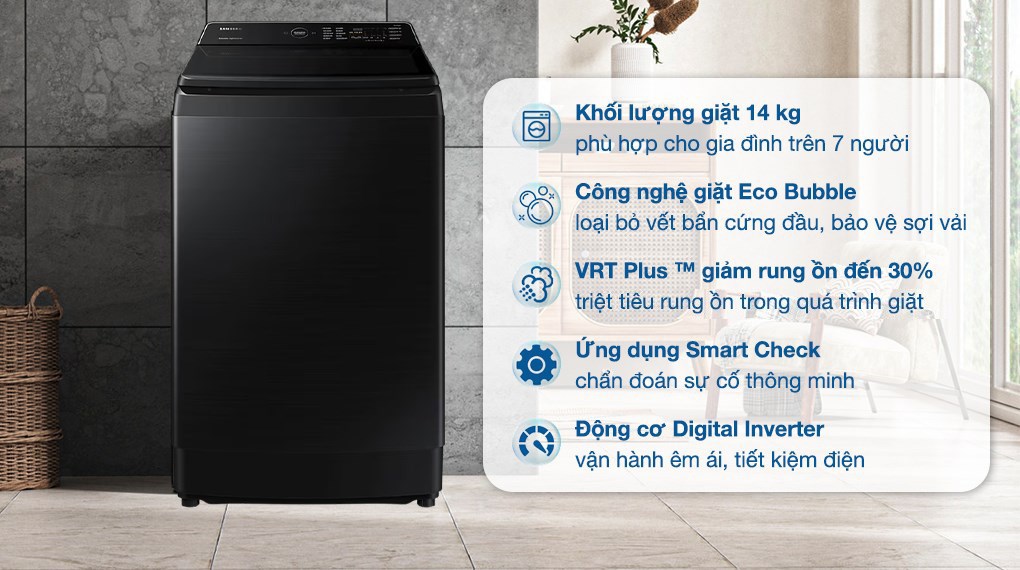 SAMSUNG
Khối lượng giặt 14 kg
phù hợp cho gia đình trên 7 người
Công nghệ giặt Eco Bubble
loại bỏ vết bẩn cứng đầu, bảo vệ sợi vải
VRT Plus ™ giảm rung ồn đến 30%
triệt tiêu rung ồn trong quá trình giặt
Ứng dụng Smart Check
chẩn đoán sự cố thông minh
Động cơ Digital Inverter
vận hành êm ái, tiết kiệm điện